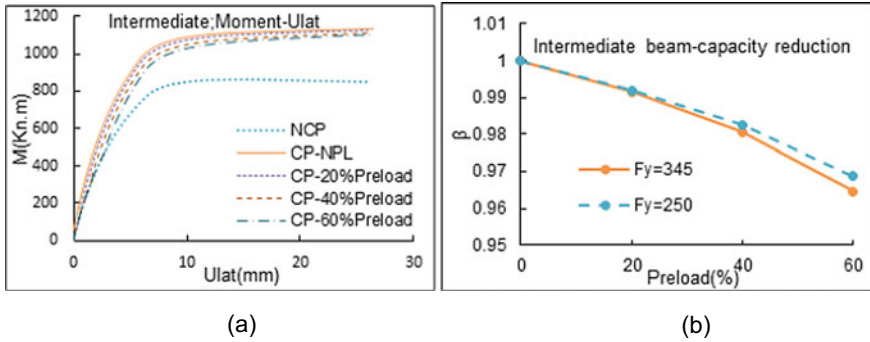 Intermediate;Moment-Ulat
M(Kn.m)
1200
1000
800
600
400
200
0
NCP
CP-NPL
CP-20%Preload
CP-40%Preload
CP-60%Preload
0
10
20
30
Ulat(mm)
(a)
Intermediate beam-capacity reduction
β
1.01
1
0.99
0.98
0.97
0.96
0.95
Fy=345
Fy=250
0
20
40
60
Preload(%)
(b)